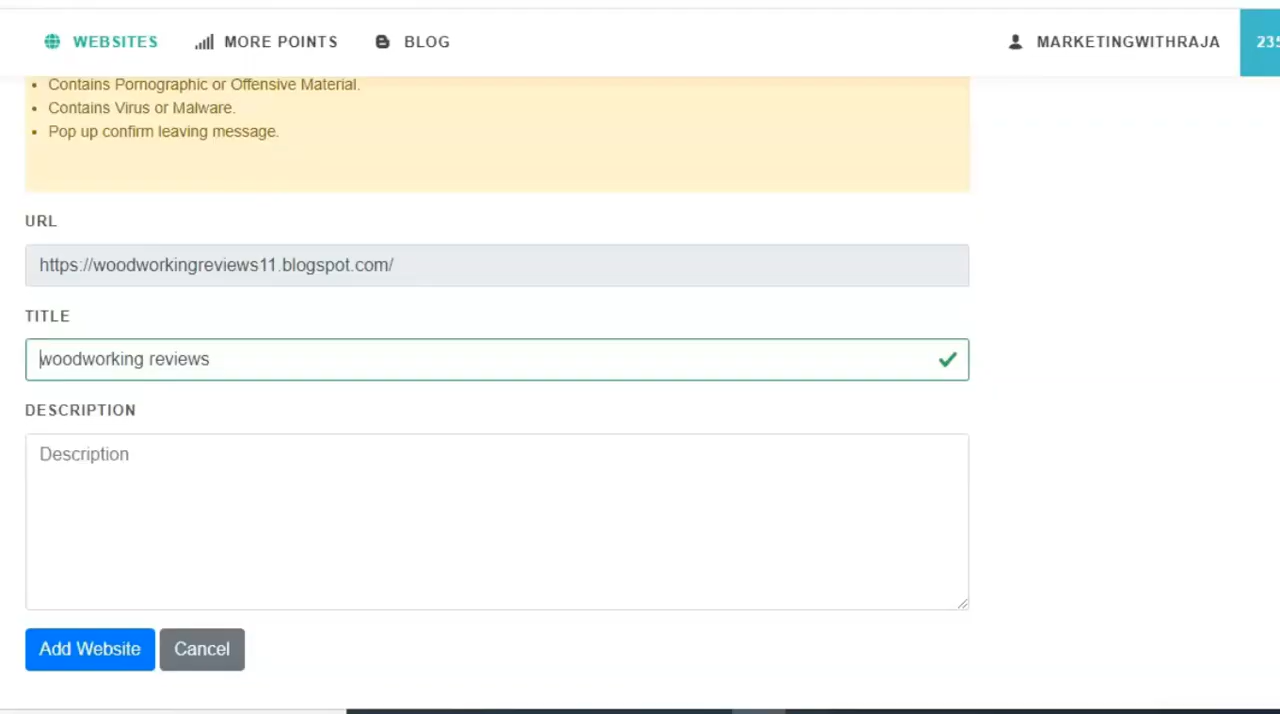 WEBSITES MORE POINTS BLOG MARKETINGWITHRAJA 235
Contains Pornographic or Offensive Material.
Contains Virus or Malware.
Pop up confirm leaving message.
URL
https://woodworkingreviews11.blogspot.com/
TITLE
woodworking reviews
DESCRIPTION
Description
Add Website Cancel